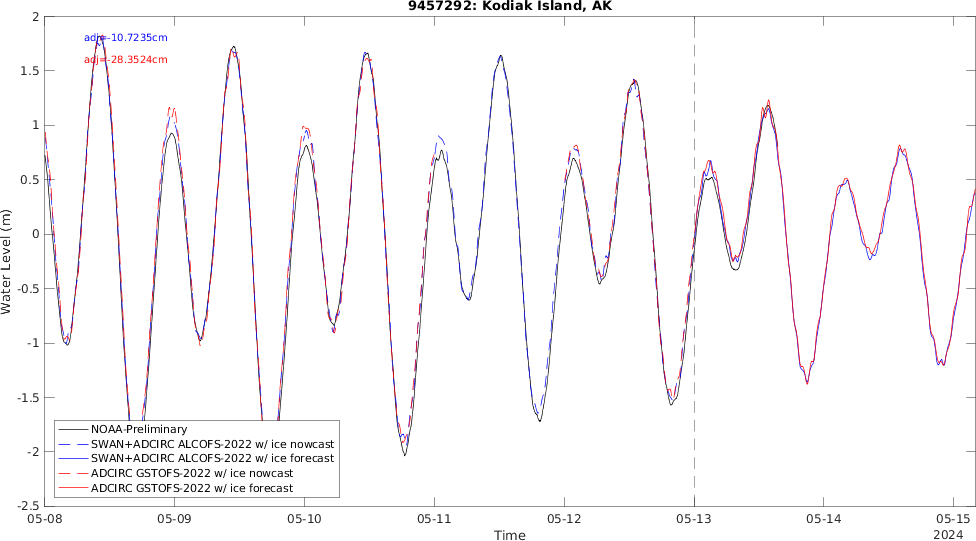 9457292: Kodiak Island, AK
adj=-10.7235cm
adj=-28.3524cm
Water Level (m)
2
1.5
1
0.5
0
-0.5
-1
-1.5
-2
-2.5
NOAA-Preliminary
SWAN+ADCIRC ALCOFS-2022 w/ ice nowcast
SWAN+ADCIRC ALCOFS-2022 w/ ice forecast
ADCIRC GSTOFS-2022 w/ ice nowcast
ADCIRC GSTOFS-2022 w/ ice forecast
05-08 05-09 05-10 05-11 05-12 05-13 05-14 05-15
Time
2024